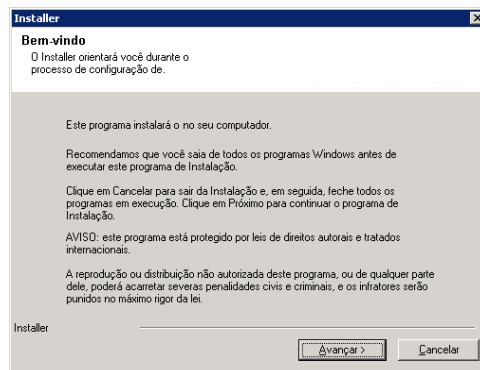 Installer
Bem-vindo
O Installer orientará você durante o
processo de configuração de.
Este programa instalará o no seu computador.
Recomendamos que você saia de todos os programas Windows antes de
executar este programa de Instalação.
Clique em Cancelar para sair da Instalação e, em seguida, feche todos os
programas em execução. Clique em Próximo para continuar o programa de
Instalação.
AVISO: este programa está protegido por leis de direitos autorais e tratados
internacionais.
A reprodução ou distribuição não autorizada deste programa, ou de qualquer parte
dele, poderá acarretar severas penalidades civis e criminais, e os infratores serão
punidos no máximo rigor da lei.
Installer
Avançar > Cancelar